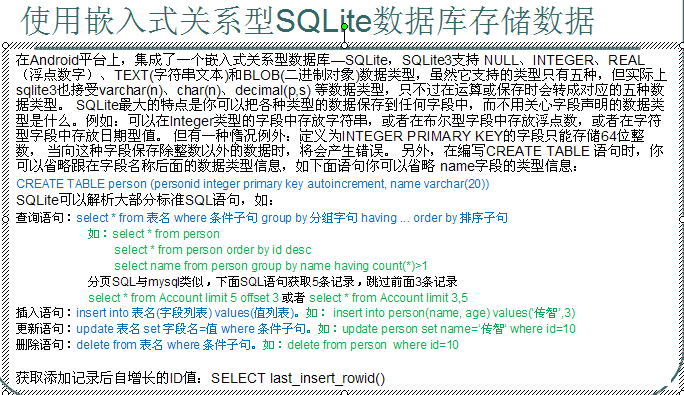 使用嵌入式关系型SQLite数据库存储数据
在Android平台上，集成了一个嵌入式关系型数据库—SQLite，SQLite3支持 NULL、INTEGER、REAL
（浮点数字）、TEXT(字符串文本)和BLOB(二进制对象)数据类型，虽然它支持的类型只有五种，但实际上
sqlite3也接受varchar(n)、char(n)、decimal(p,s) 等数据类型，只不过在运算或保存时会转成对应的五种数
据类型。 SQLite最大的特点是你可以把各种类型的数据保存到任何字段中，而不用关心字段声明的数据类
型是什么。例如：可以在Integer类型的字段中存放字符串，或者在布尔型字段中存放浮点数，或者在字符
型字段中存放日期型值。 但有一种情况例外：定义为INTEGER PRIMARY KEY的字段只能存储64位整
数， 当向这种字段保存除整数以外的数据时，将会产生错误。 另外，在编写CREATE TABLE 语句时，你
可以省略跟在字段名称后面的数据类型信息，如下面语句你可以省略 name字段的类型信息：
CREATE TABLE person (personid integer primary key autoincrement, name varchar(20))
SQLite可以解析大部分标准SQL语句，如：
查询语句：select * from 表名 where 条件子句 group by 分组字句 having ... order by 排序子句
如：select * from person
select * from person order by id desc
select name from person group by name having count(*)>1
分页SQL与mysql类似，下面SQL语句获取5条记录，跳过前面3条记录
select * from Account limit 5 offset 3 或者 select * from Account limit 3,5
插入语句：insert into 表名(字段列表) values(值列表)。如： insert into person(name, age) values('传智',3)
更新语句：update 表名 set 字段名=值 where 条件子句。如：update person set name='传智' where id=10
删除语句：delete from 表名 where 条件子句。如：delete from person  where id=10
获取添加记录后自增长的ID值：SELECT last_insert_rowid()